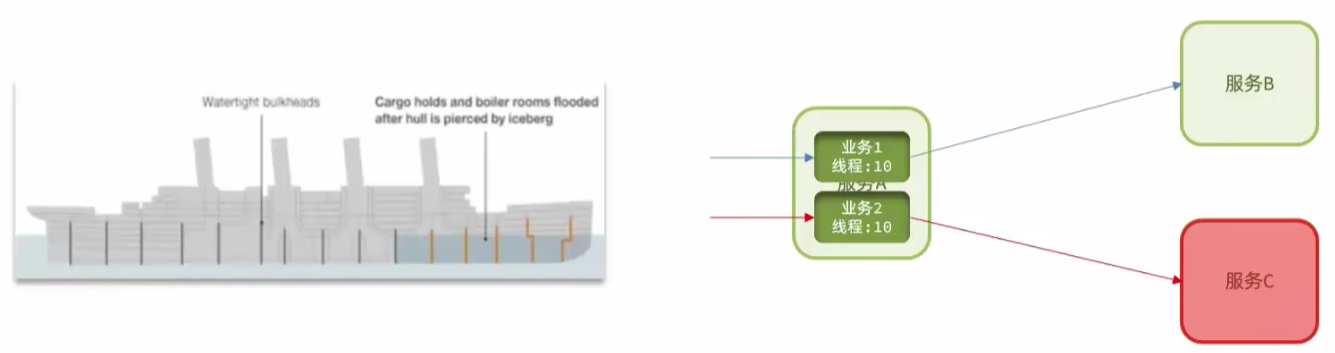 Watertight bulkheads
Cargo holds and boiler rooms flooded
after hull is pierced by iceberg
业务1
线程:10
服务A
业务2
线程:10
服务B
服务C